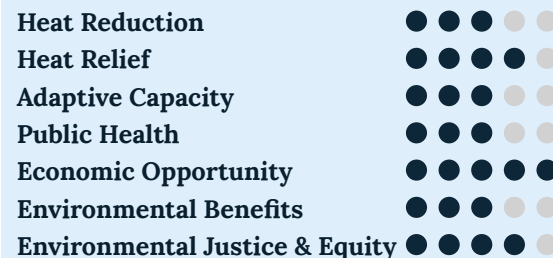 Heat Reduction
Heat Relief
Adaptive Capacity
Public Health
Economic Opportunity
Environmental Benefits
Environmental Justice & Equity